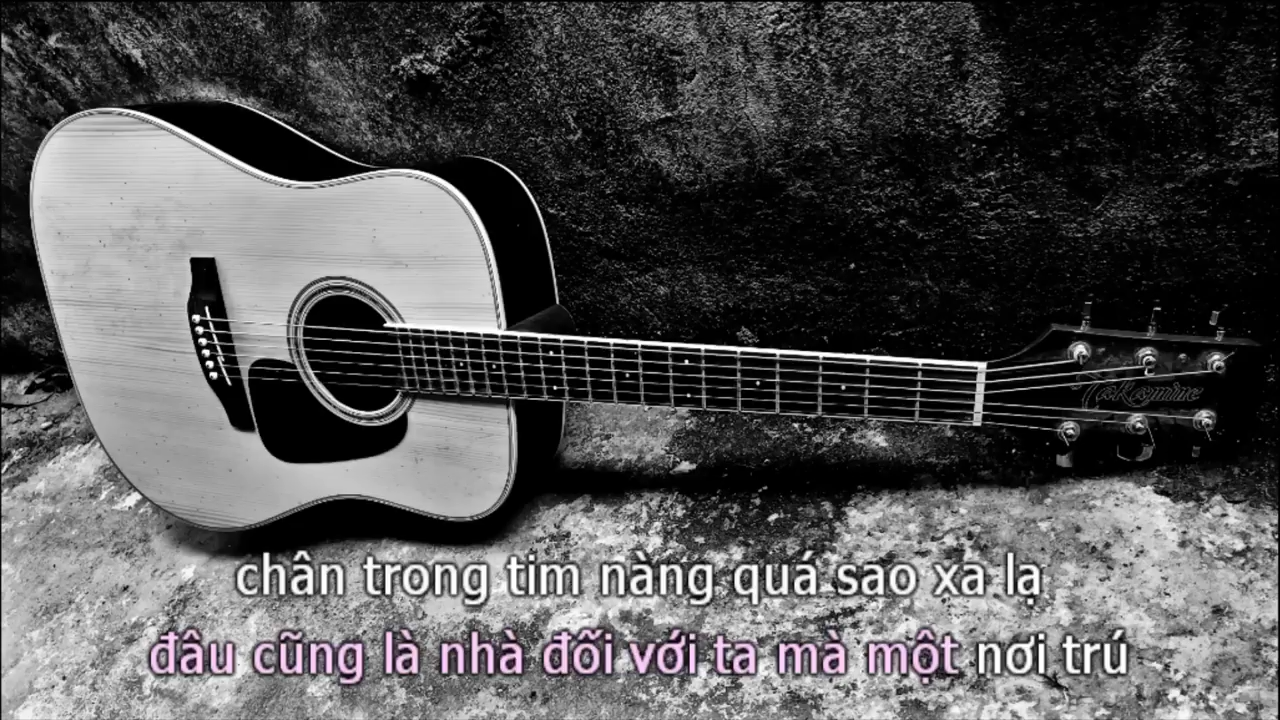 Takamine
chân trong tim nàng quá sao xa lạ
đâu cũng là nhà đối với ta mà một nơi trú